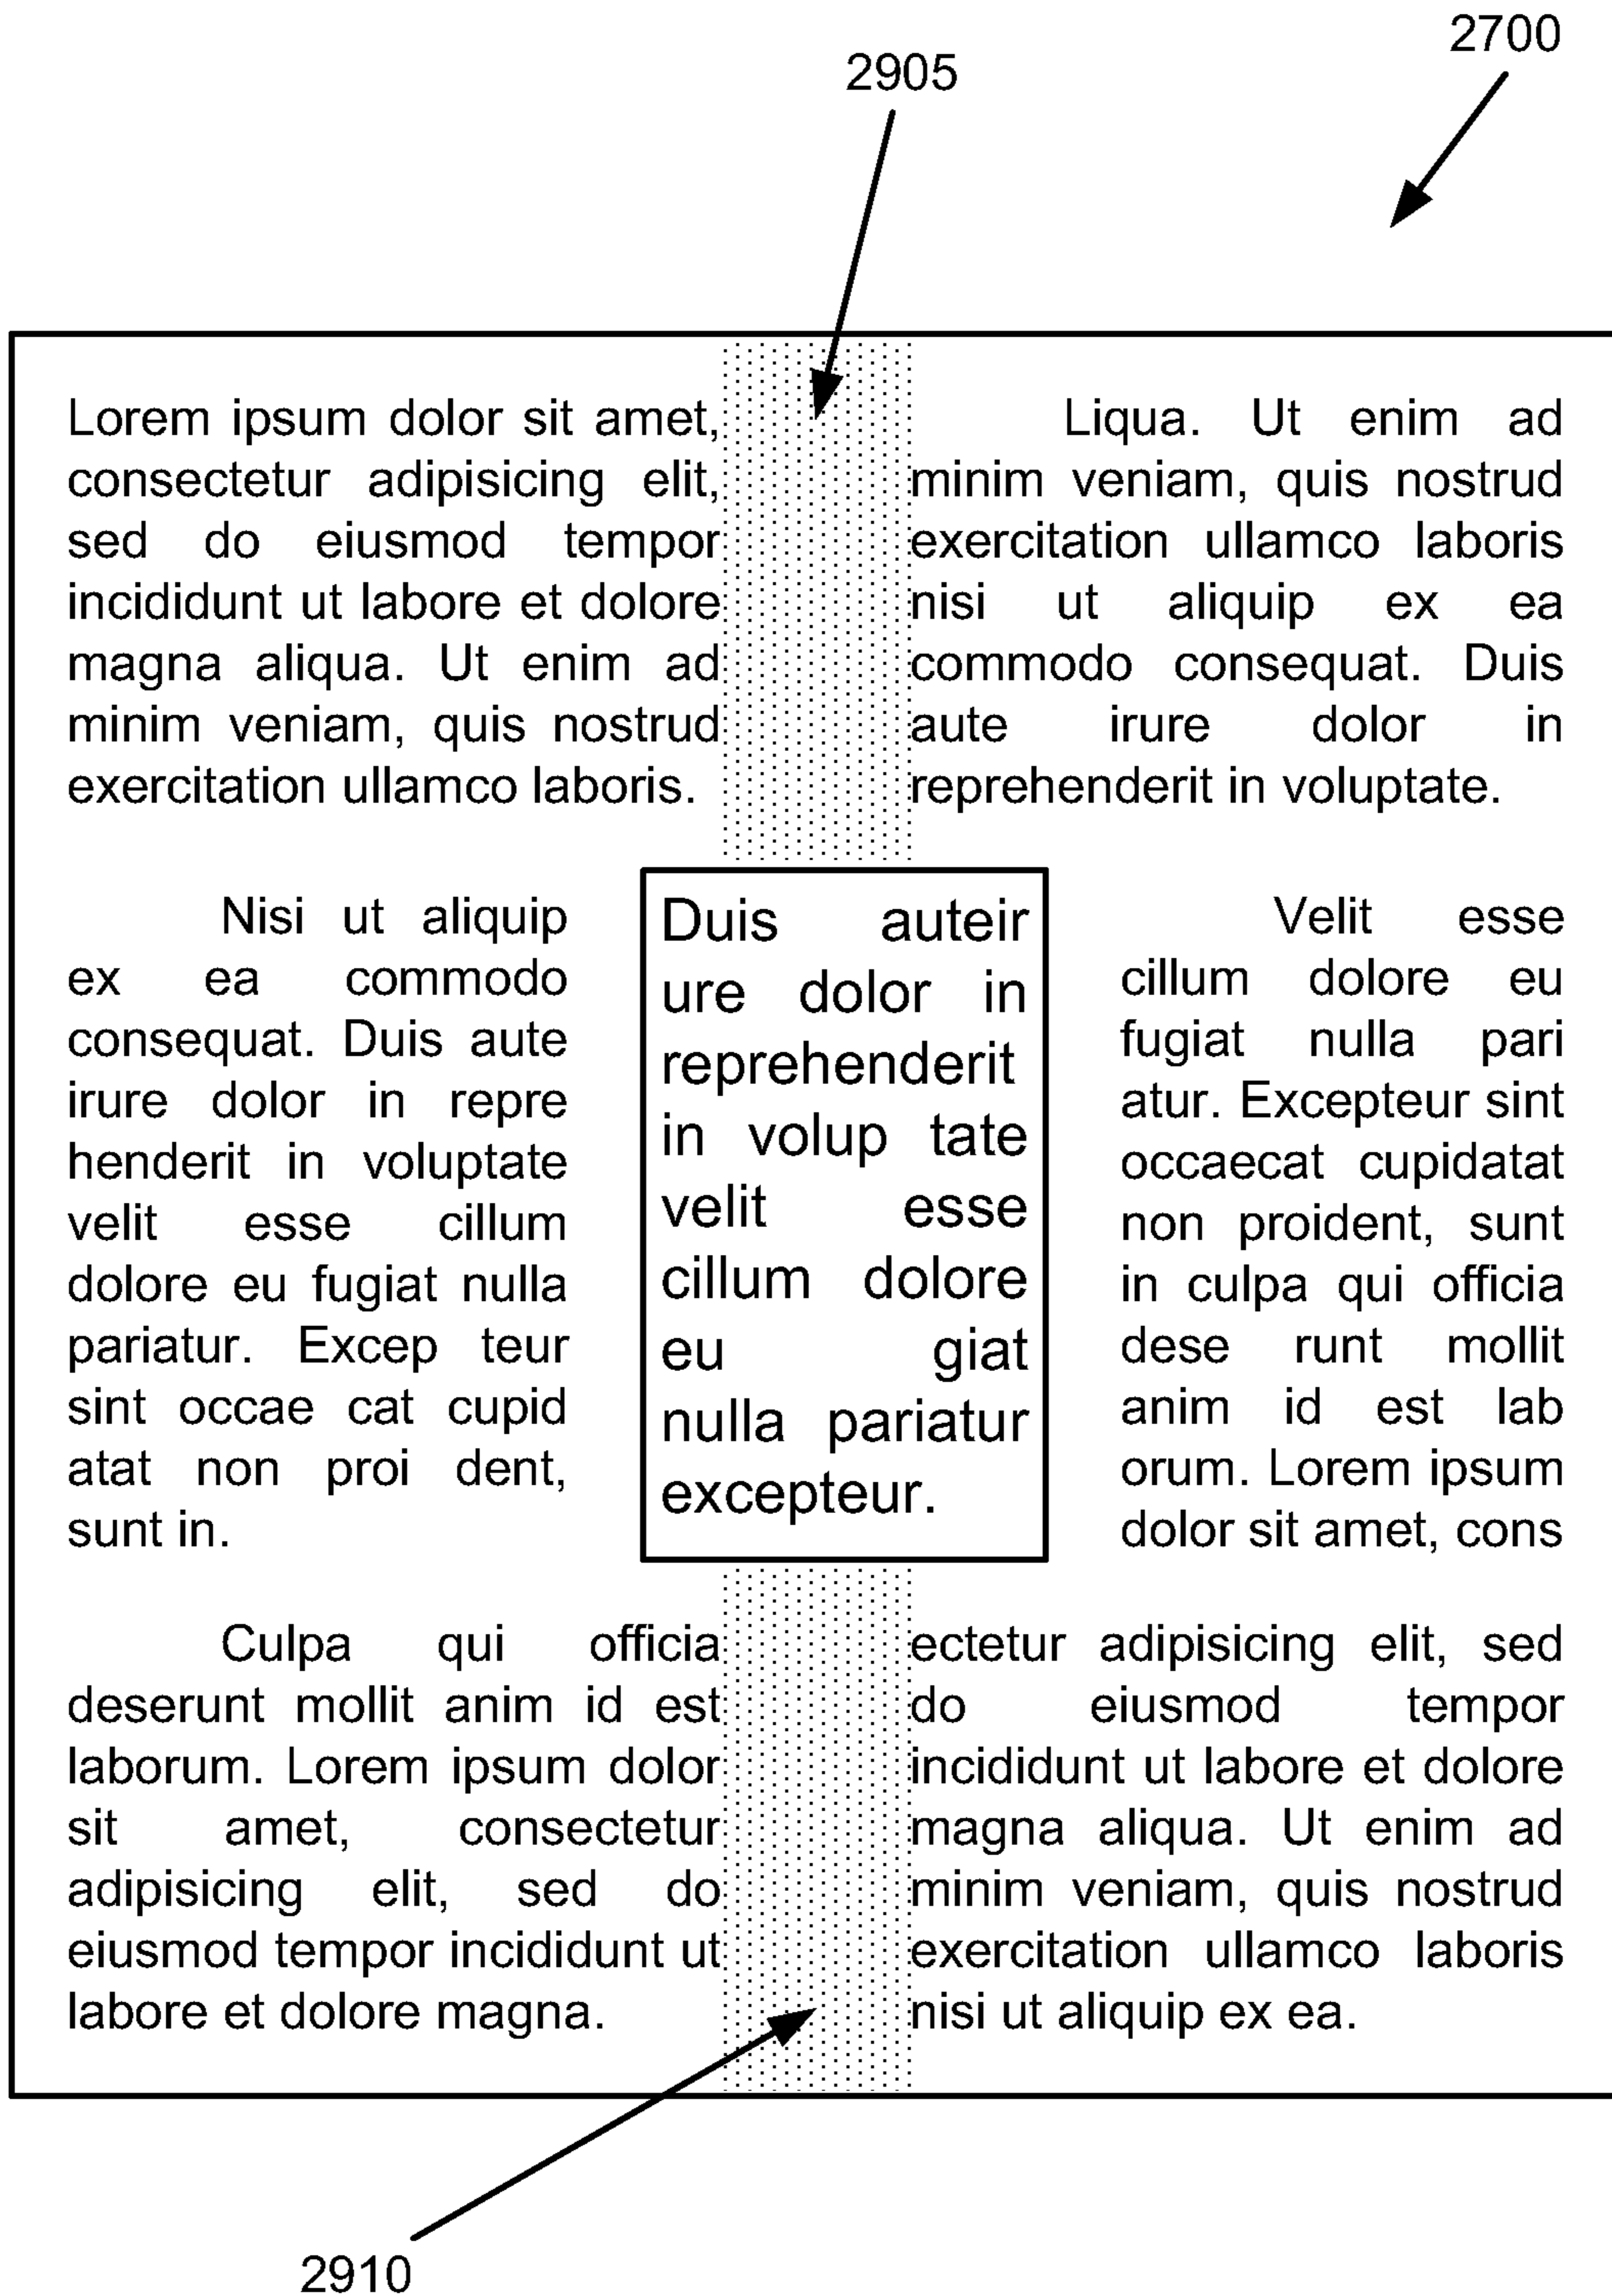 2700
2905
Lorem ipsum dolor sit amet,
consectetur adipisicing elit,
sed do eiusmod tempor
incididunt ut labore et dolore
magna aliqua. Ut enim ad
minim veniam, quis nostrud
exercitation ullamco laboris.
Nisi ut aliquip
ex ea commodo
consequat. Duis aute
irure dolor in repre
henderit in voluptate
velit esse cillum
dolore eu fugiat nulla
pariatur. Excep teur
sint occae cat cupid
atat non proi dent,
sunt in.
Culpa qui officia
deserunt mollit anim id est
laborum. Lorem ipsum dolor
sit amet, consectetur
adipisicing elit, sed do
eiusmod tempor incididunt ut
labore et dolore magna.
Duis auteir
ure dolor in
reprehenderit
in volup tate
velit esse
cillum dolore
eu giat
nulla pariatur
excepteur.
Liqua. Ut enim ad
minim veniam, quis nostrud
exercitation ullamco laboris
nisi ut aliquip ex ea
commodo consequat. Duis
aute irure dolor in
reprehenderit in voluptate.
Velit esse
cillum dolore eu
fugiat nulla pari
atur. Excepteur sint
occaecat cupidatat
non proident, sunt
in culpa qui officia
dese runt mollit
anim id est lab
orum. Lorem ipsum
dolor sit amet, cons
ectetur adipisicing elit, sed
do eiusmod tempor
incididunt ut labore et dolore
magna aliqua. Ut enim ad
minim veniam, quis nostrud
exercitation ullamco laboris
nisi ut aliquip ex ea.
2910